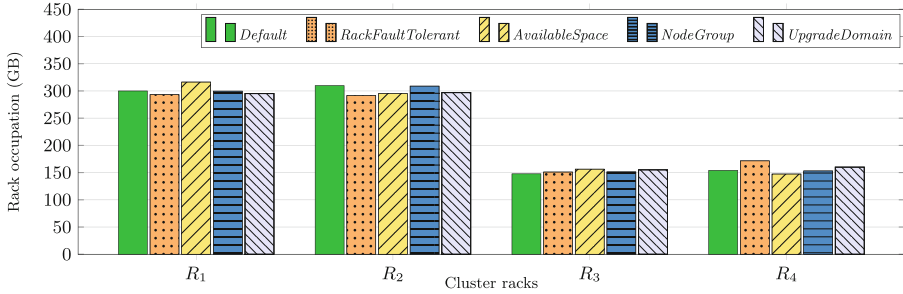 450
400
350
300
250
200
150
100
50
0
Rack occupation (GB)
Default RackFaultTolerant AvailableSpace NodeGroup UpgradeDomain
R1 R2 R3 R4
Cluster racks